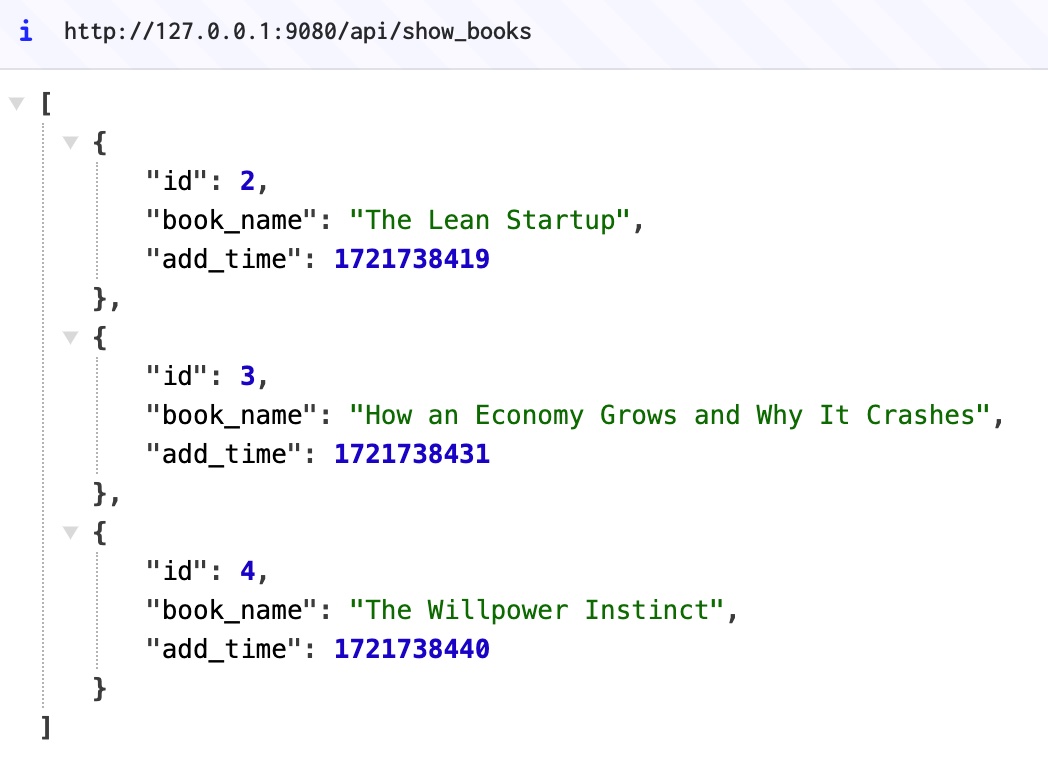 i http://127.0.0.1:9080/api/show_books
[
{
"id": 2,
"book_name": "The Lean Startup",
"add_time": 1721738419
},
{
"id": 3,
"book_name": "How an Economy Grows and Why It Crashes",
"add_time": 1721738431
},
{
"id": 4,
"book_name": "The Willpower Instinct",
"add_time": 1721738440
}
]